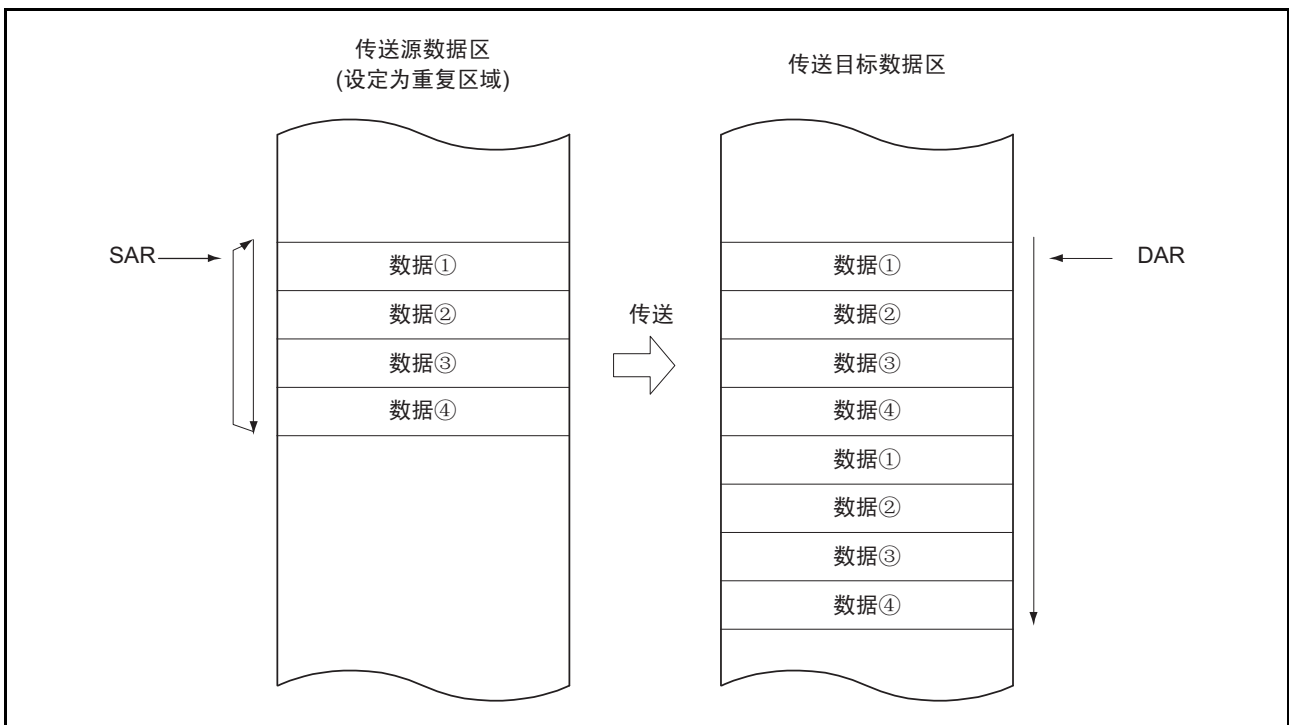 传送源数据区
(设定为重复区域)
传送目标数据区
SAR
数据①
数据②
数据③
数据④
传送
数据①
数据②
数据③
数据④
数据①
数据②
数据③
数据④
DAR